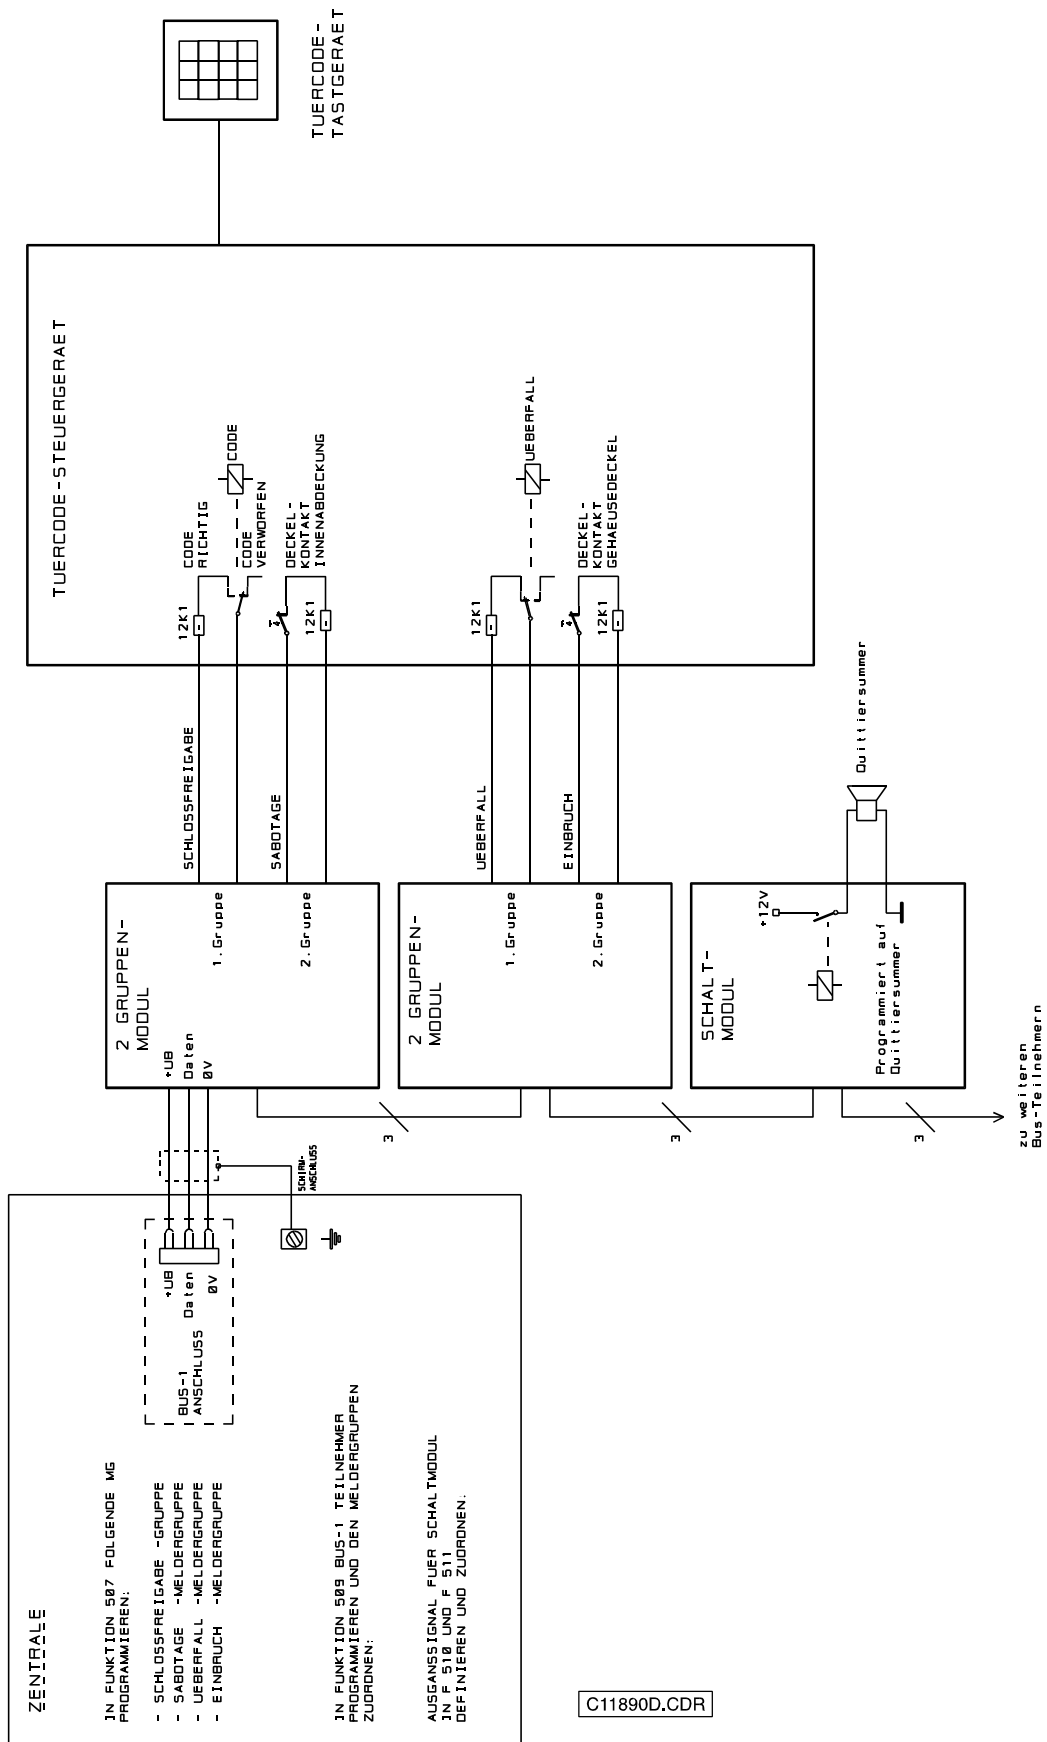 ZENTRALE
IN FUNKTION 507 FOLGENDE MG
PROGRAMMIEREN:
- SCHLOSSFREIGABE -GRUPPE
- SABOTAGE -MELDERGRUPPE
- UEBERFALL -MELDERGRUPPE
- EINBRUCH -MELDERGRUPPE
IN FUNKTION 509 BUS-1 TEILNEHMER
PROGRAMMIEREN UND DEN MELDERGRUPPEN
ZUORDNEN:
AUSGANSSIGNAL FUER SCHALTMODUL
IN F 510 UND F 511
DEFINIEREN UND ZUORDNEN:
BUS-1
ANSCHLUSS
+UB
Daten
0V
SCHIRM-
ANSCHLUSS
+UB
Daten
0V
2 GRUPPEN-
MODUL
1.Gruppe
2.Gruppe
3
2 GRUPPEN-
MODUL
1.Gruppe
2.Gruppe
3
SCHALT-
MODUL
+12V
Programmiert auf
Quittiersummer
3
zu weiteren
Bus-Teilnehmern
Quittiersummer
SCHLOSSFREIGABE
SABOTAGE
UEBERFALL
EINBRUCH
TUERCODE-STEUERGERAET
12K1
CODE
RICHTIG
CODE
CODE
VERWORFEN
12K1
DECKEL-
KONTAKT
INNENABDECKUNG
12K1
UEBERFALL
12K1
DECKEL-
KONTAKT
GEHAEUSEDECKEL
TUERCODE-
TASTGERAET
C11890D.CDR